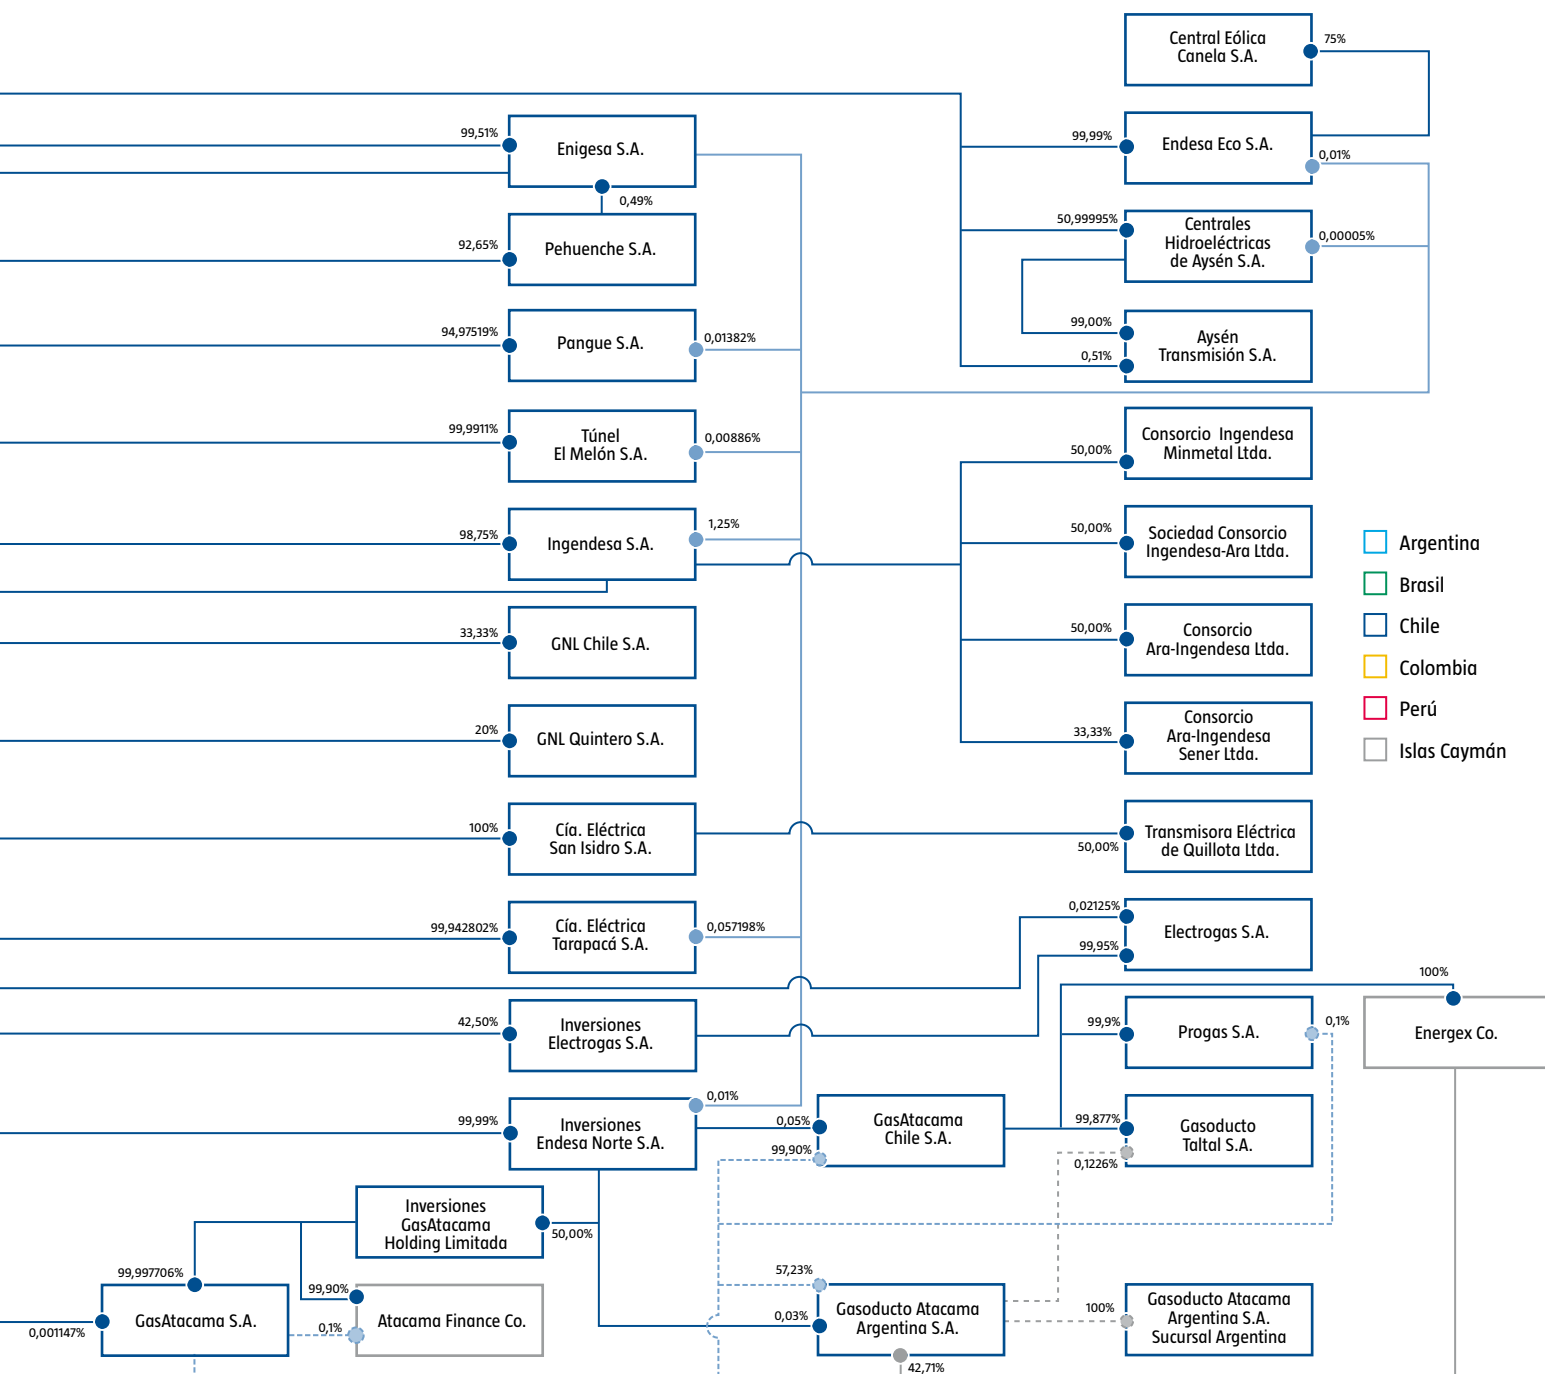 Central Eólica
Canela S.A.
75%
99,51%
Enigesa S.A.
0,49%
99,99%
Endesa Eco S.A.
0,01%
92,65%
Pehuenche S.A.
50,99995%
Centrales
Hidroeléctricas
de Aysén S.A.
0,00005%
94,97519%
Pangue S.A.
0,01382%
99,00%
0,51%
Aysén
Transmisión S.A.
99,9911%
Túnel
El Melón S.A.
0,00886%
50,00%
Consorcio Ingendesa
Minmetal Ltda.
98,75%
Ingendesa S.A.
1,25%
50,00%
Sociedad Consorcio
Ingendesa-Ara Ltda.
33,33%
GNL Chile S.A.
50,00%
Consorcio
Ara-Ingendesa Ltda.
20%
GNL Quintero S.A.
33,33%
Consorcio
Ara-Ingendesa
Sener Ltda.
Argentina
Brasil
Chile
Colombia
Perú
Islas Caymán
100%
Cía. Eléctrica
San Isidro S.A.
50,00%
Transmisora Eléctrica
de Quillota Ltda.
99,942802%
Cía. Eléctrica
Tarapacá S.A.
0,057198%
0,02125%
99,95%
Electrogas S.A.
42,50%
Inversiones
Electrogas S.A.
99,9%
Progas S.A.
0,1%
100%
Energex Co.
99,99%
Inversiones
Endesa Norte S.A.
0,01%
0,05%
99,90%
GasAtacama
Chile S.A.
99,877%
0,1226%
Gasoducto
Taltal S.A.
Inversiones
GasAtacama
Holding Limitada
50,00%
99,997706%
0,001147%
GasAtacama S.A.
99,90%
0,1%
Atacama Finance Co.
57,23%
0,03%
Gasoducto Atacama
Argentina S.A.
42,71%
100%
Gasoducto Atacama
Argentina S.A.
Sucursal Argentina